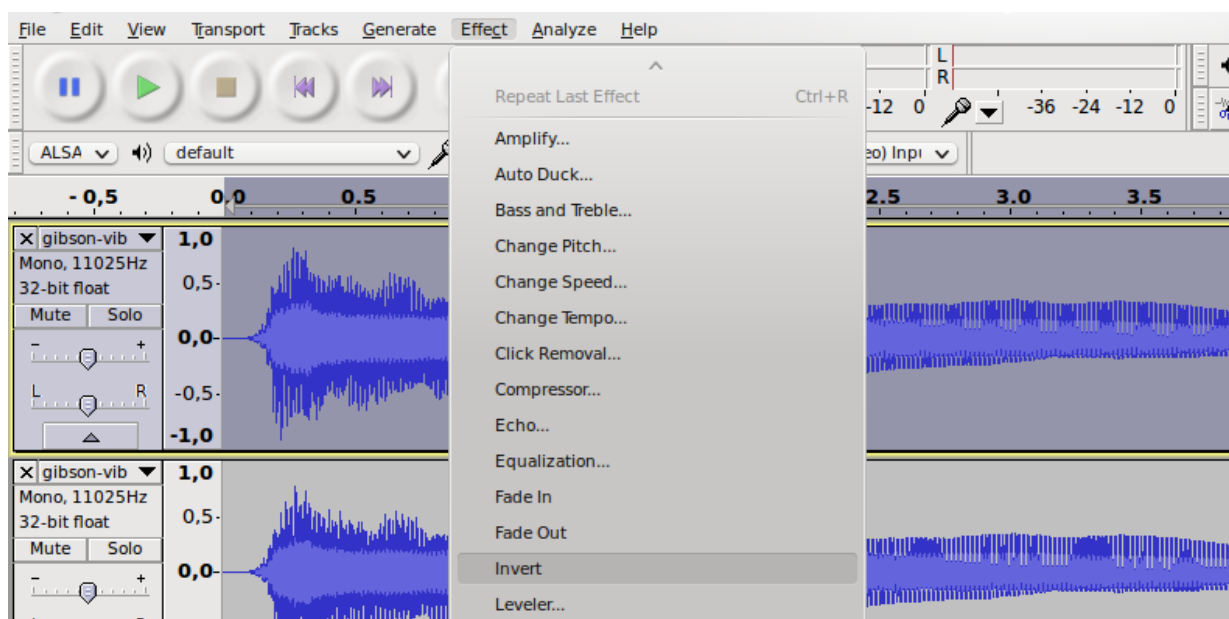 File Edit View Transport Tracks Generate Effect Analyze Help
L
R
-12 0 -36 -24 -12 0
ALSA default
eo) Inpu
- 0,5 0,0 0.5 2.5 3.0 3.5
Repeat Last Effect Ctrl+R
Amplify...
Auto Duck...
Bass and Treble...
Change Pitch...
Change Speed...
Change Tempo...
Click Removal...
Compressor...
Echo...
Equalization...
Fade In
Fade Out
Invert
Leveler...
X gibson-vib
Mono, 11025Hz
32-bit float
Mute Solo
- +
L R
1,0
0,5
0,0
-0,5
-1,0
X gibson-vib
Mono, 11025Hz
32-bit float
Mute Solo
- +
1,0
0,5
0,0